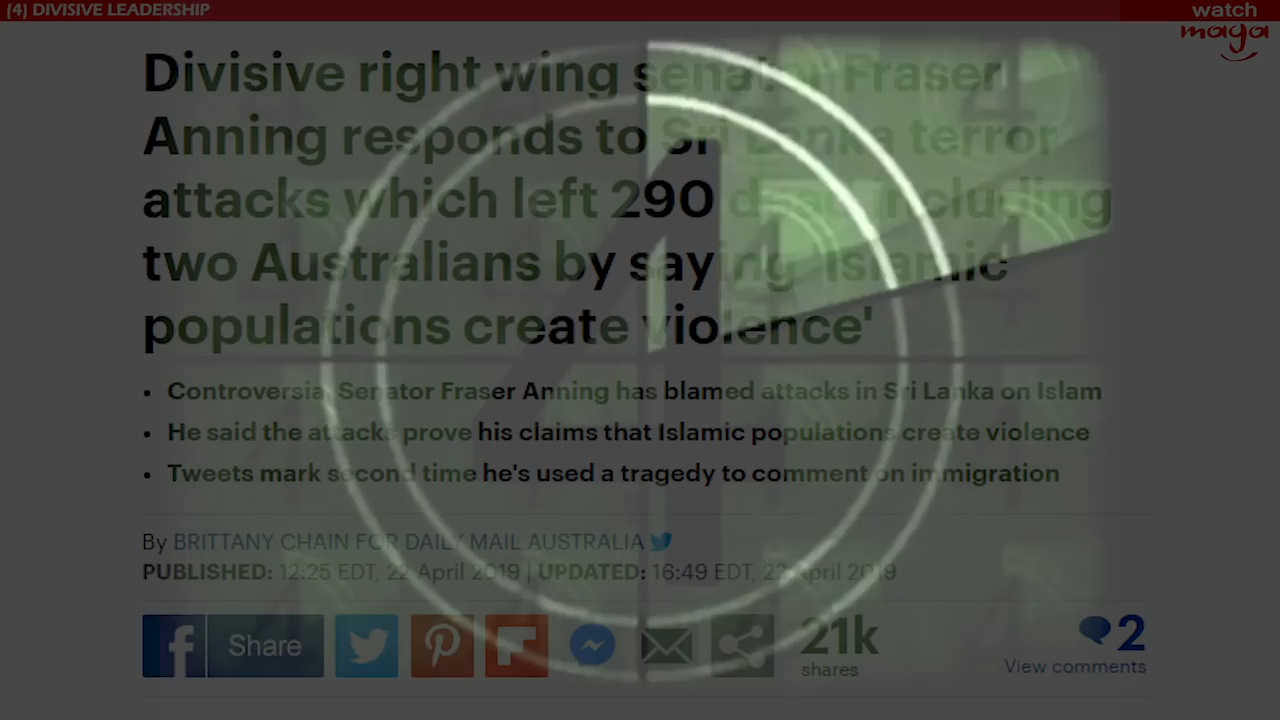 (4) DIVISIVE LEADERSHIP
watch
maga
Divisive right wing senator Fraser
Anning responds to Sri Lanka terror
attacks which left 290 dead including
two Australians by saying 'Islamic
populations create violence'
4
• Controversial Senator Fraser Anning has blamed attacks in Sri Lanka on Islam
• He said the attacks prove his claims that Islamic populations create violence
• Tweets mark second time he's used a tragedy to comment on immigration
By BRITTANY CHAIN FOR DAILY MAIL AUSTRALIA
PUBLISHED: 12:25 EDT, 22 April 2019 | UPDATED: 16:49 EDT, 22 April 2019
Share
21k
shares
2
View comments